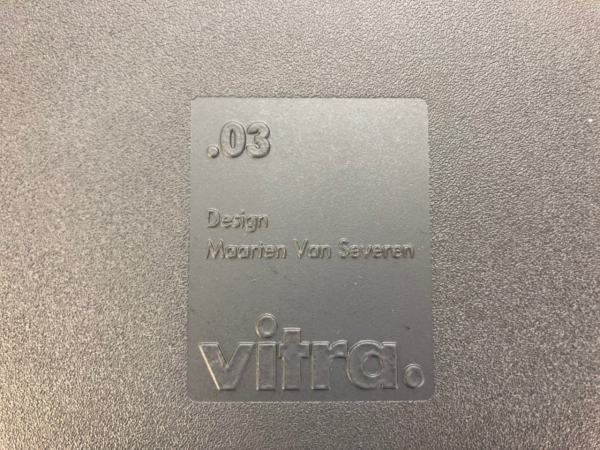 .03
Design
Maarten Van Severen
vitra.